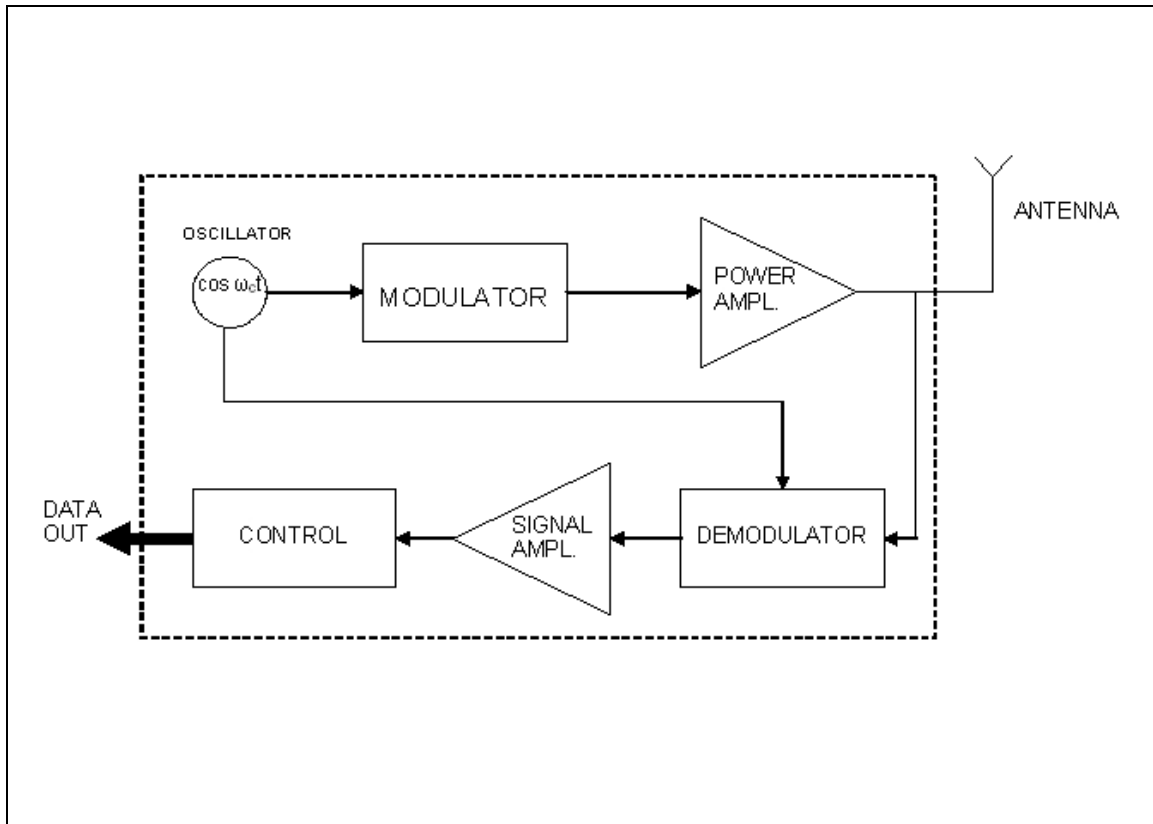 ANTENNA
OSCILLATOR
cos ωct
MODULATOR
POWER
AMPL.
DATA
OUT
CONTROL
SIGNAL
AMPL.
DEMODULATOR